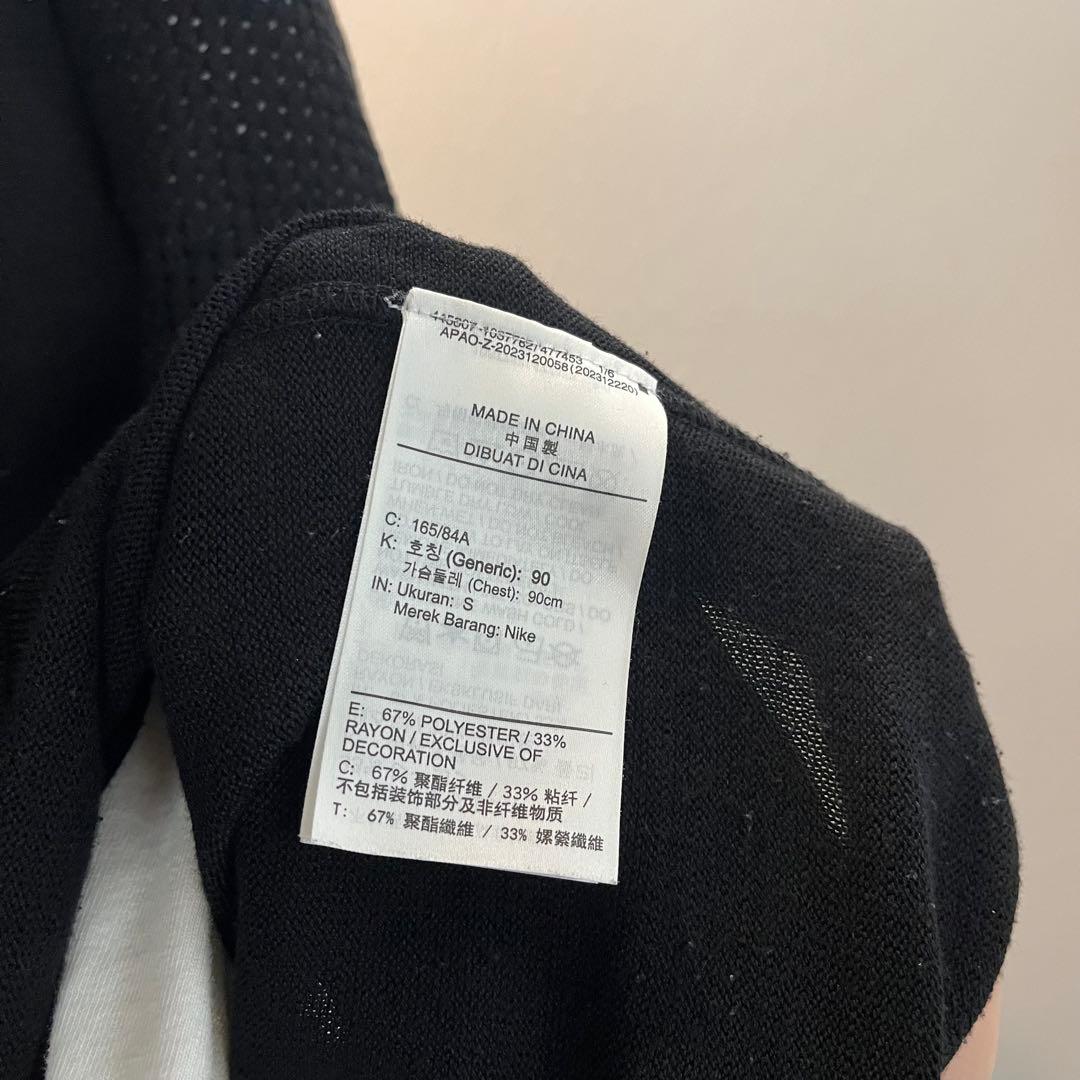 APAO-Z-2023120058(202312220)
MADE IN CHINA
中国製
DIBUAT DI CINA
C: 165/84A
K: 호칭 (Generic): 90
가슴둘레 (Chest): 90cm
IN: Ukuran: S
Merek Barang: Nike
E: 67% POLYESTER / 33%
RAYON / EXCLUSIVE OF
DECORATION
C: 67% 聚酯纤维 / 33% 粘纤 /
不包括装饰部分及非纤维物质
T: 67% 聚酯纖維 / 33% 嫘縈纖維